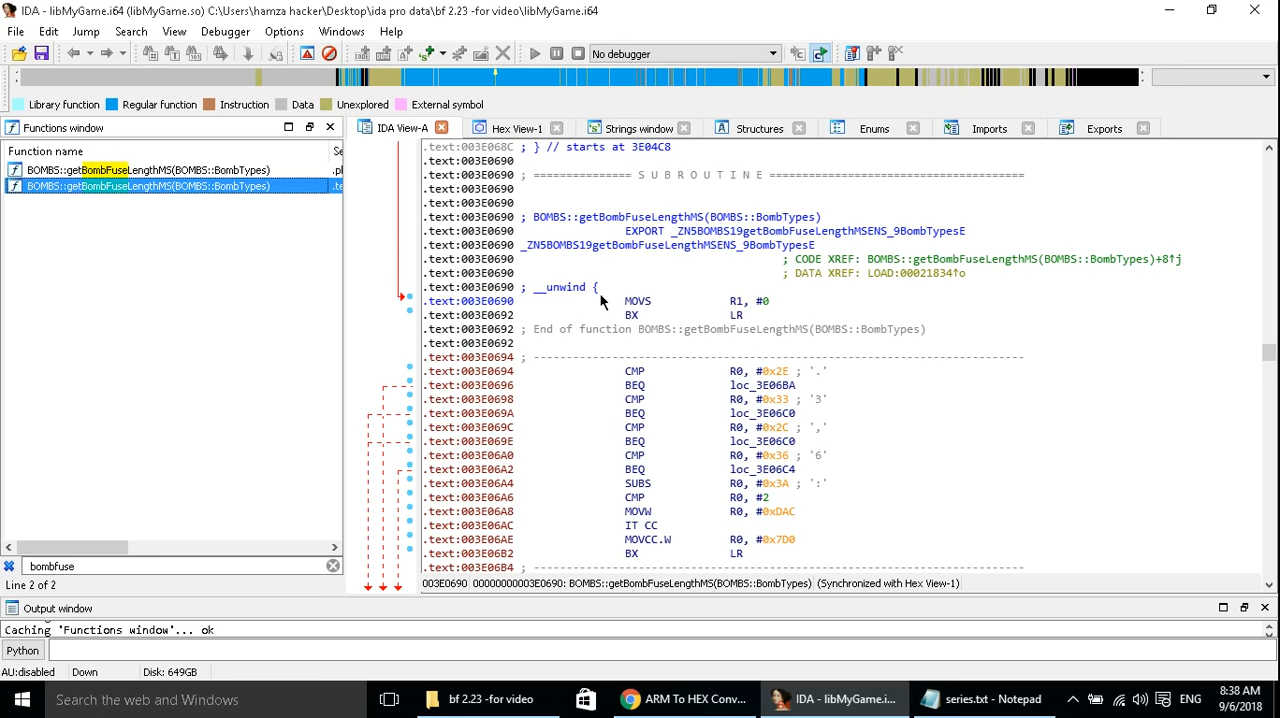 IDA - libMyGame.i64 (libMyGame.so) C:\Users\hamza hacker\Desktop\ida pro data\bf 2.23 -for video\libMyGame.i64
File Edit Jump Search View Debugger Options Windows Help
No debugger
Library function Regular function Instruction Data Unexplored External symbol
Functions window
IDA View-A Hex View-1 Strings window Structures Enums Imports Exports
Function name Se
BOMBS::getBombFuseLengthMS(BOMBS::BombTypes) .pl
BOMBS::getBombFuseLengthMS(BOMBS::BombTypes) .te
.text:003E068C ; } // starts at 3E04C8
.text:003E0690
.text:003E0690 ; =============== S U B R O U T I N E =======================================
.text:003E0690
.text:003E0690
.text:003E0690 ; BOMBS::getBombFuseLengthMS(BOMBS::BombTypes)
.text:003E0690 EXPORT _ZN5BOMBS19getBombFuseLengthMSENS_9BombTypesE
.text:003E0690 _ZN5BOMBS19getBombFuseLengthMSENS_9BombTypesE
.text:003E0690 ; CODE XREF: BOMBS::getBombFuseLengthMS(BOMBS::BombTypes)+8↑j
.text:003E0690 ; DATA XREF: LOAD:00021834↑o
.text:003E0690 ; __unwind {
.text:003E0690 MOVS R1, #0
.text:003E0692 BX LR
.text:003E0692 ; End of function BOMBS::getBombFuseLengthMS(BOMBS::BombTypes)
.text:003E0692
.text:003E0694 ; ---------------------------------------------------------------------------
.text:003E0694 CMP R0, #0x2E ; '.'
.text:003E0696 BEQ loc_3E06BA
.text:003E0698 CMP R0, #0x33 ; '3'
.text:003E069A BEQ loc_3E06C0
.text:003E069C CMP R0, #0x2C ; ','
.text:003E069E BEQ loc_3E06C0
.text:003E06A0 CMP R0, #0x36 ; '6'
.text:003E06A2 BEQ loc_3E06C4
.text:003E06A4 SUBS R0, #0x3A ; ':'
.text:003E06A6 CMP R0, #2
.text:003E06A8 MOVW R0, #0xDAC
.text:003E06AC IT CC
.text:003E06AE MOVCC.W R0, #0x7D0
.text:003E06B2 BX LR
.text:003E06B4 ; ---------------------------------------------------------------------------
bombfuse
Line 2 of 2
003E0690 00000000003E0690: BOMBS::getBombFuseLengthMS(BOMBS::BombTypes) (Synchronized with Hex View-1)
Output window
Caching 'Functions window'... ok
Python
AU:disabled Down Disk: 649GB
Search the web and Windows
bf 2.23 -for video
ARM To HEX Conv...
IDA - libMyGame.i...
series.txt - Notepad
ENG
8:38 AM
9/6/2018